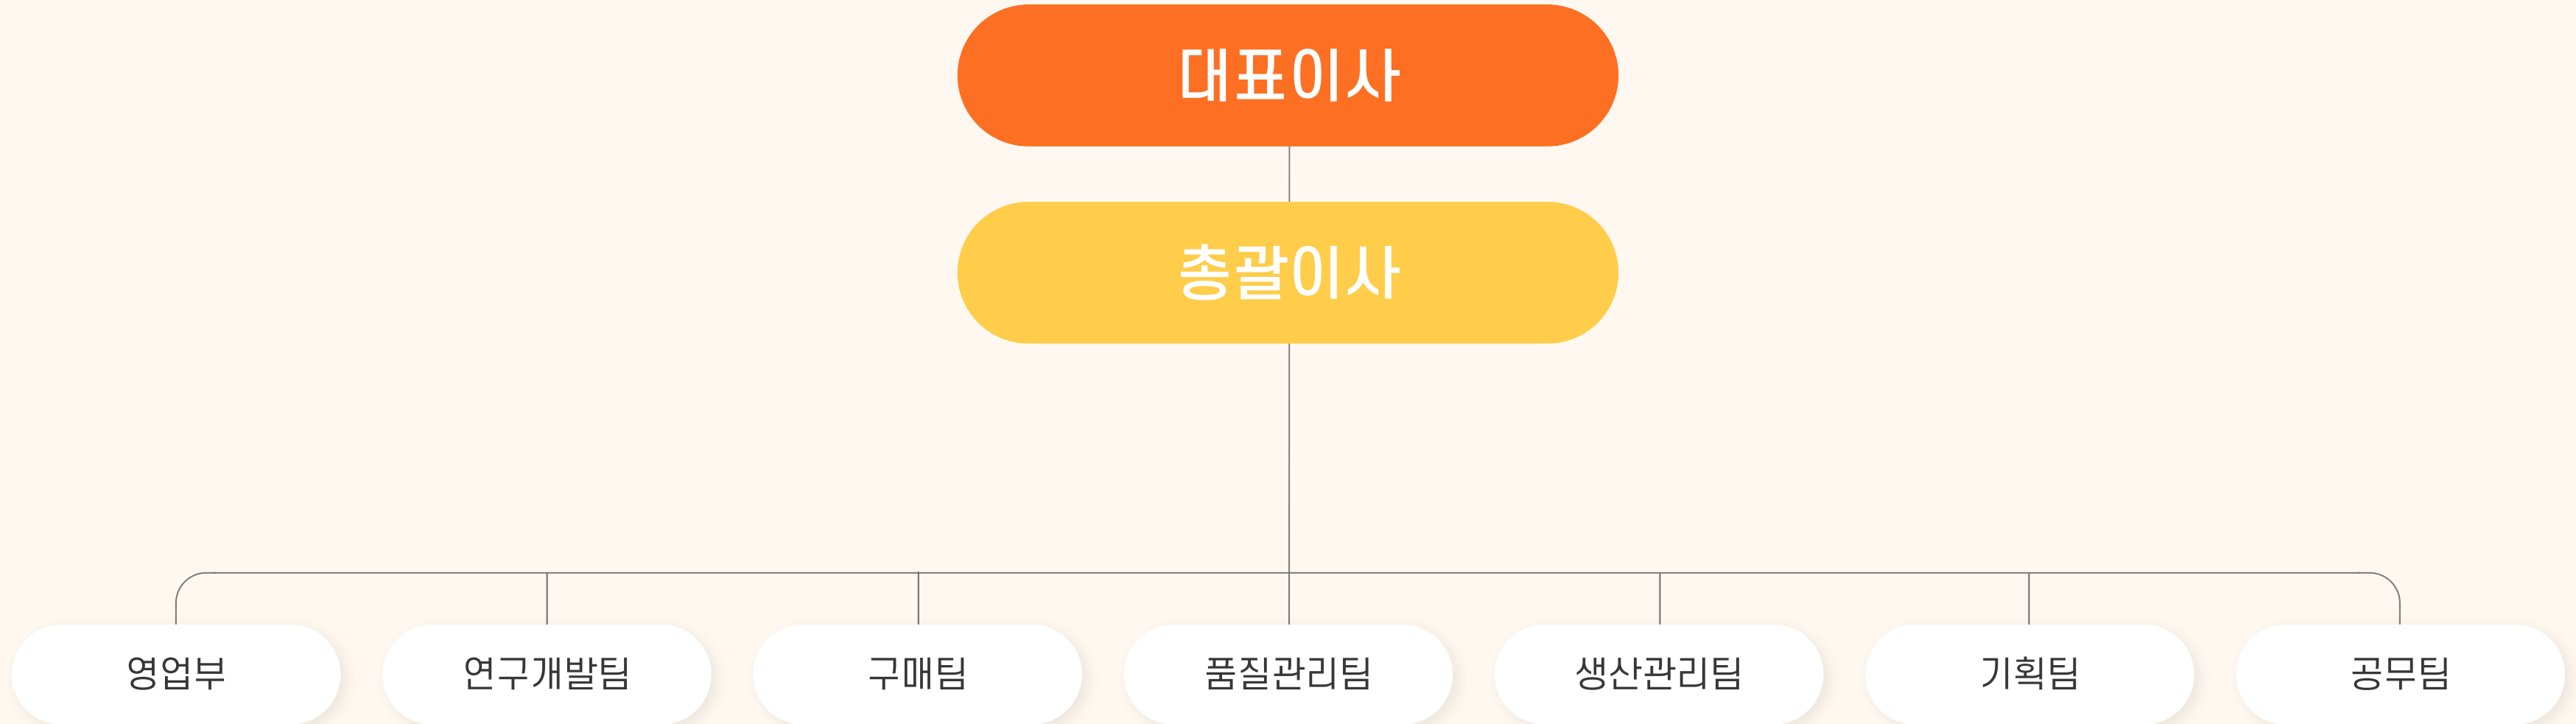 대표이사
총괄이사
영업부
연구개발팀
구매팀
품질관리팀
생산관리팀
기획팀
공무팀